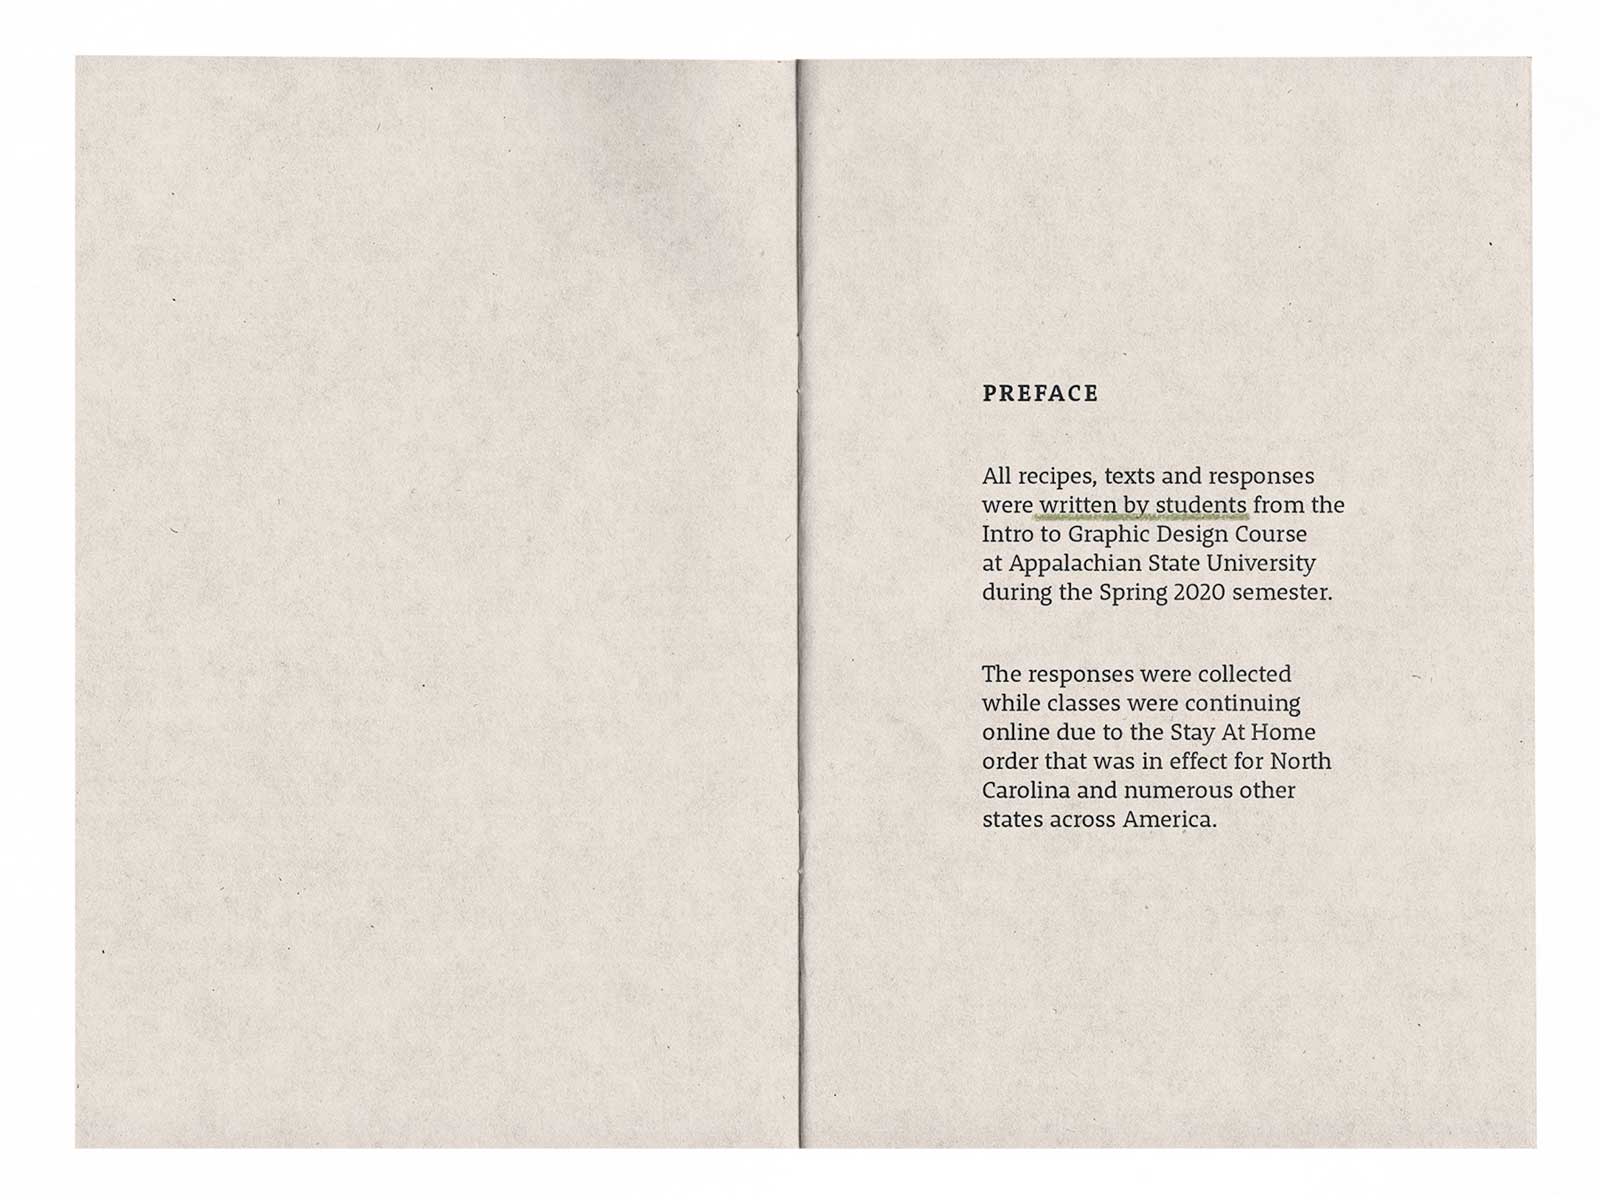 PREFACE
All recipes, texts and responses
were written by students from the
Intro to Graphic Design Course
at Appalachian State University
during the Spring 2020 semester.
The responses were collected
while classes were continuing
online due to the Stay At Home
order that was in effect for North
Carolina and numerous other
states across America.